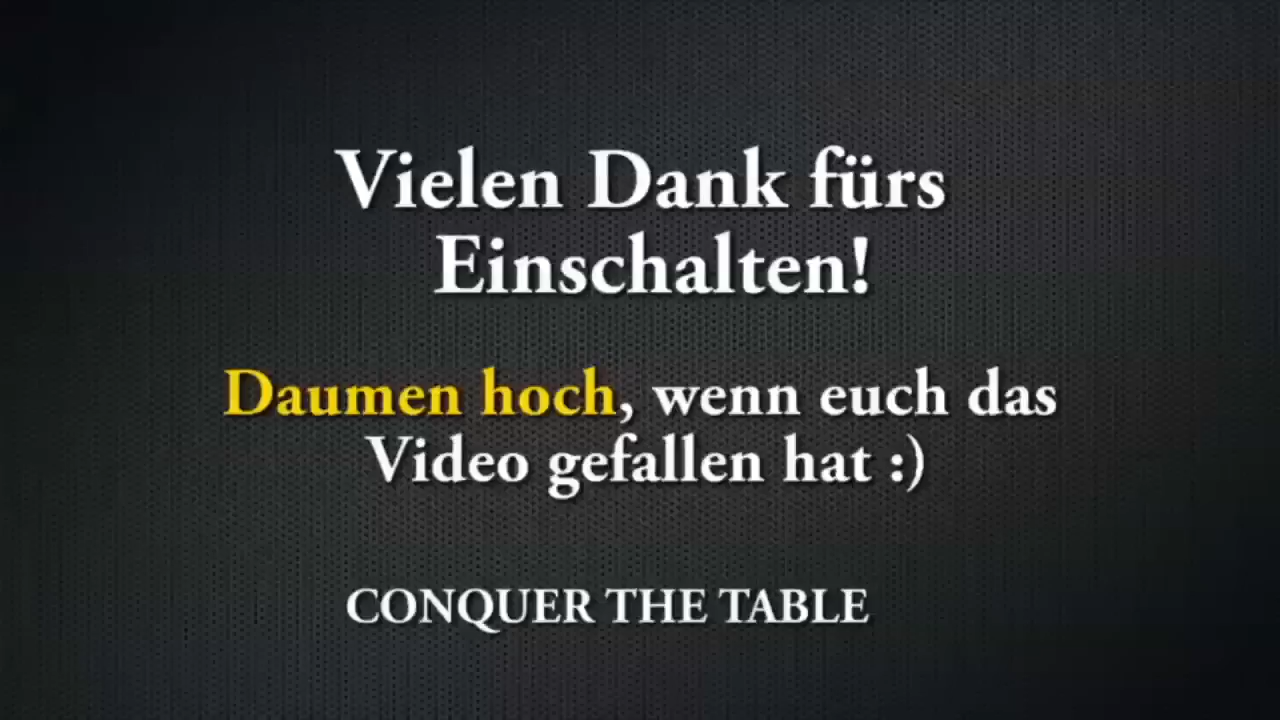 Vielen Dank fürs
Einschalten!
Daumen hoch, wenn euch das
Video gefallen hat :)
CONQUER THE TABLE